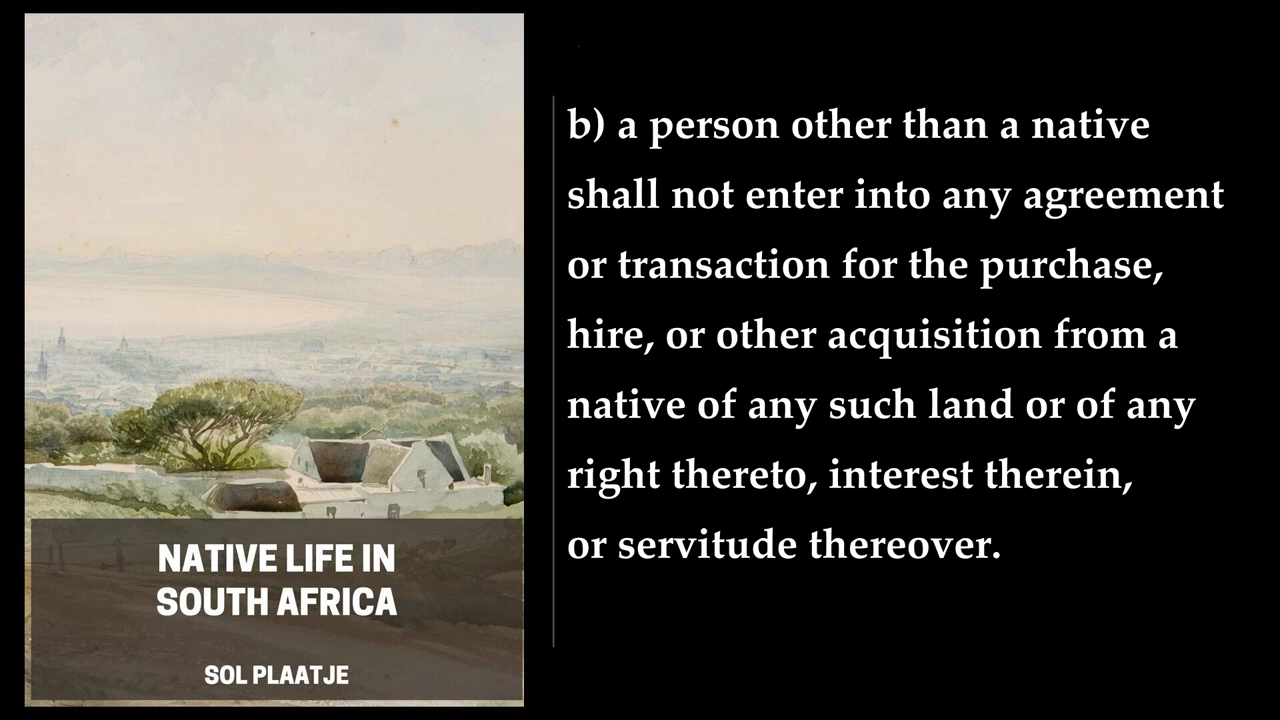 NATIVE LIFE IN
SOUTH AFRICA
SOL PLAATJE
b) a person other than a native
shall not enter into any agreement
or transaction for the purchase,
hire, or other acquisition from a
native of any such land or of any
right thereto, interest therein,
or servitude thereover.